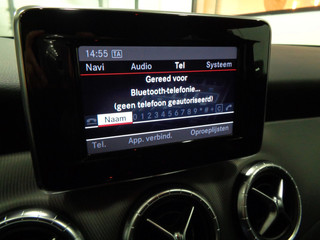 14:55 TA
Navi Audio Tel Systeem
Gereed voor
Bluetooth-telefonie...
(geen telefoon geautoriseerd)
Naam 0 1 2 3 4 5 6 7 8 9 * # + C
Tel. App. verbind. Oproeplijsten